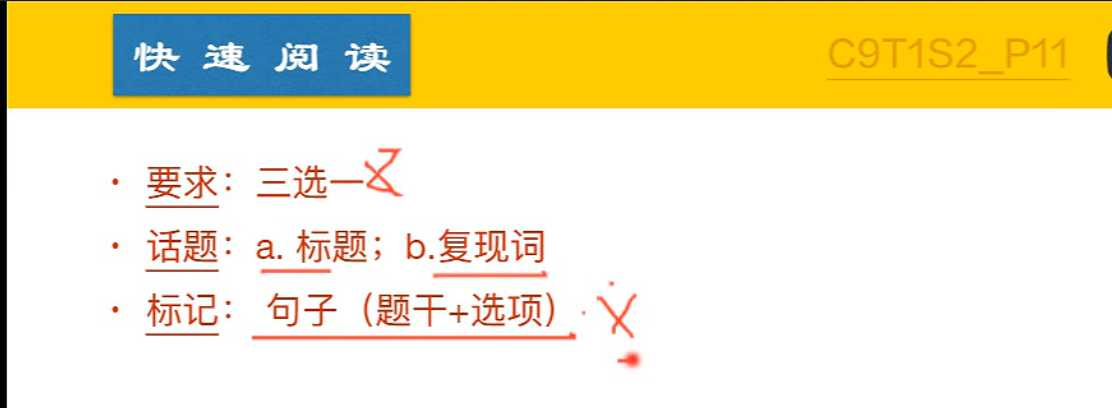 快速阅读
C9T1S2_P11
· 要求：三选一
· 话题：a. 标题；b.复现词
· 标记： 句子（题干+选项）